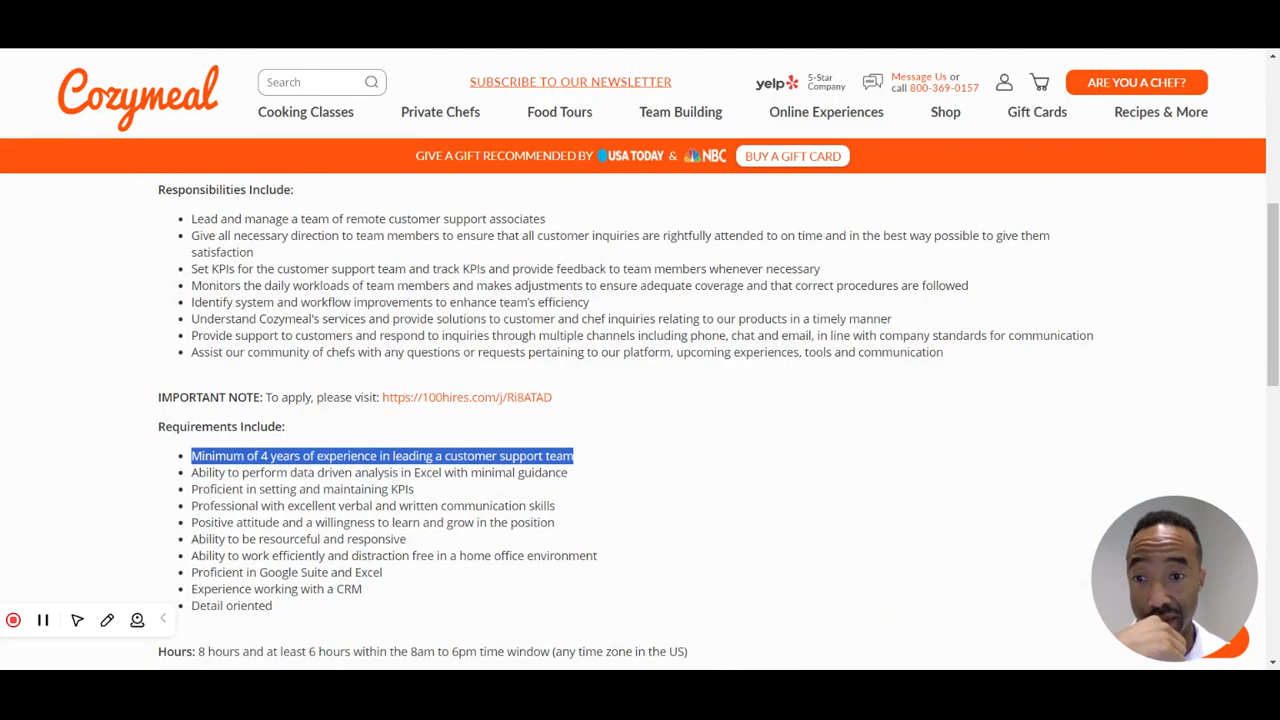 Cozymeal
Search
SUBSCRIBE TO OUR NEWSLETTER
yelp
5-Star
Company
Message Us or
call 800-369-0157
ARE YOU A CHEF?
Cooking Classes
Private Chefs
Food Tours
Team Building
Online Experiences
Shop
Gift Cards
Recipes & More
GIVE A GIFT RECOMMENDED BY USA TODAY & NBC
BUY A GIFT CARD
Responsibilities Include:
• Lead and manage a team of remote customer support associates
• Give all necessary direction to team members to ensure that all customer inquiries are rightfully attended to on time and in the best way possible to give them
satisfaction
• Set KPIs for the customer support team and track KPIs and provide feedback to team members whenever necessary
• Monitors the daily workloads of team members and makes adjustments to ensure adequate coverage and that correct procedures are followed
• Identify system and workflow improvements to enhance team's efficiency
• Understand Cozymeal's services and provide solutions to customer and chef inquiries relating to our products in a timely manner
• Provide support to customers and respond to inquiries through multiple channels including phone, chat and email, in line with company standards for communication
• Assist our community of chefs with any questions or requests pertaining to our platform, upcoming experiences, tools and communication
IMPORTANT NOTE: To apply, please visit: https://100hires.com/j/Ri8ATAD
Requirements Include:
• Minimum of 4 years of experience in leading a customer support team
• Ability to perform data driven analysis in Excel with minimal guidance
• Proficient in setting and maintaining KPIs
• Professional with excellent verbal and written communication skills
• Positive attitude and a willingness to learn and grow in the position
• Ability to be resourceful and responsive
• Ability to work efficiently and distraction free in a home office environment
• Proficient in Google Suite and Excel
• Experience working with a CRM
• Detail oriented
Hours: 8 hours and at least 6 hours within the 8am to 6pm time window (any time zone in the US)